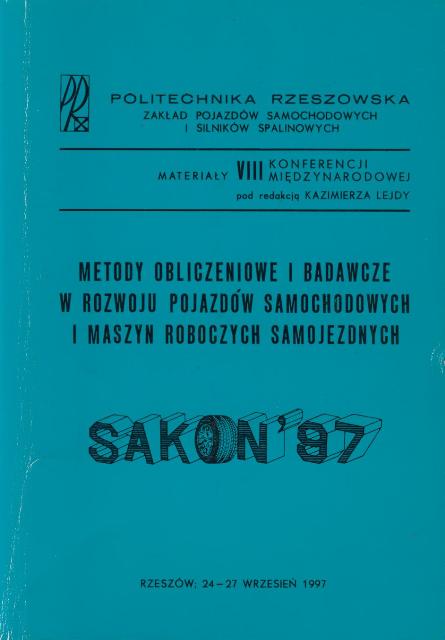 PRz
POLITECHNIKA RZESZOWSKA
ZAKŁAD POJAZDÓW SAMOCHODOWYCH
I SILNIKÓW SPALINOWYCH
MATERIAŁY VIII KONFERENCJI
MIĘDZYNARODOWEJ
pod redakcją KAZIMIERZA LEJDY
METODY OBLICZENIOWE I BADAWCZE
W ROZWOJU POJAZDÓW SAMOCHODOWYCH
I MASZYN ROBOCZYCH SAMOJEZDNYCH
SAKON'97
RZESZÓW; 24–27 WRZESIEŃ 1997